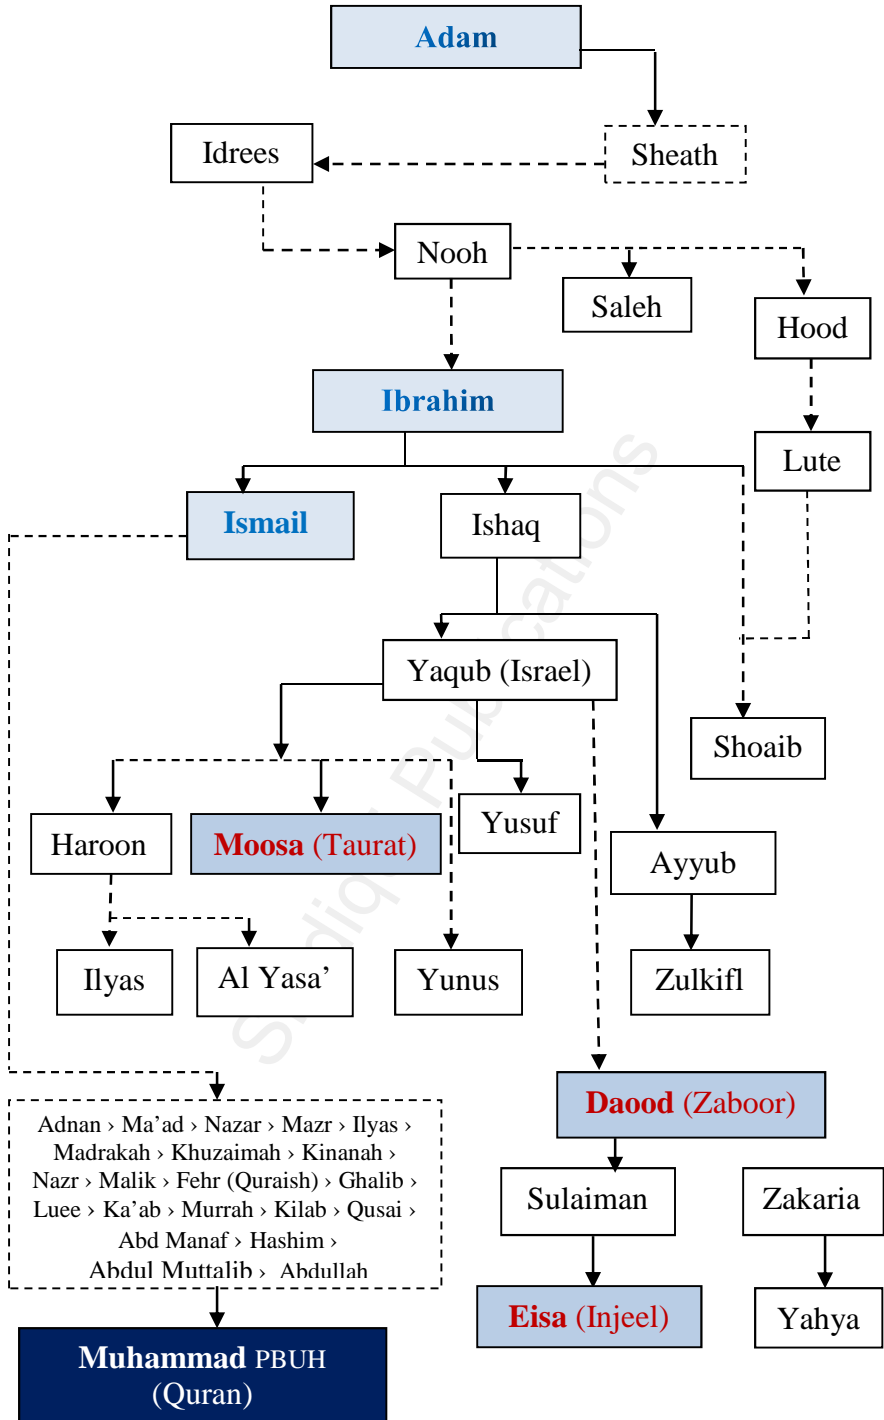 Adam
Idrees
Sheath
Nooh
Saleh
Hood
Ibrahim
Lute
Ismail
Ishaq
Yaqub (Israel)
Shoaib
Haroon
Moosa (Taurat)
Yusuf
Ayyub
Ilyas
Al Yasa’
Yunus
Zulkifl
Daood (Zaboor)
Adnan › Ma’ad › Nazar › Mazr › Ilyas ›
Madrakah › Khuzaimah › Kinanah ›
Nazr › Malik › Fehr (Quraish) › Ghalib ›
Luee › Ka’ab › Murrah › Kilab › Qusai ›
Abd Manaf › Hashim ›
Abdul Muttalib › Abdullah
Sulaiman
Zakaria
Eisa (Injeel)
Yahya
Muhammad PBUH
(Quran)
Publications